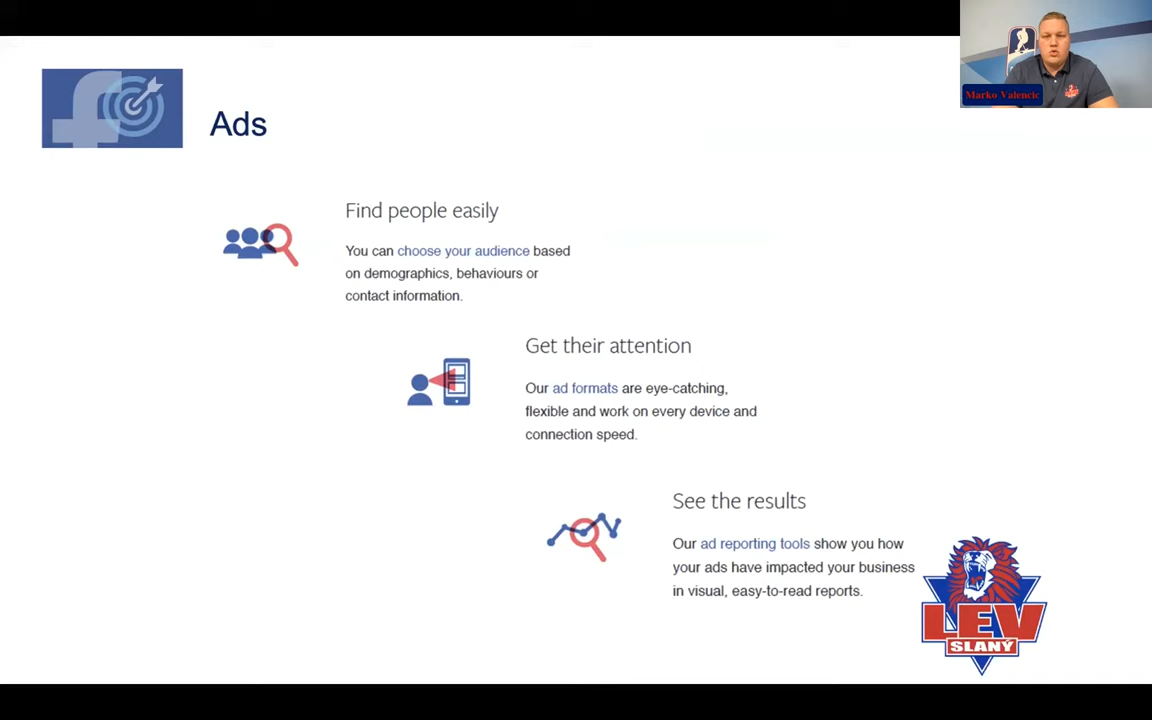 Marko Valencic
Ads
Find people easily
You can choose your audience based
on demographics, behaviours or
contact information.
Get their attention
Our ad formats are eye-catching,
flexible and work on every device and
connection speed.
See the results
Our ad reporting tools show you how
your ads have impacted your business
in visual, easy-to-read reports.
LEV
SLANÝ